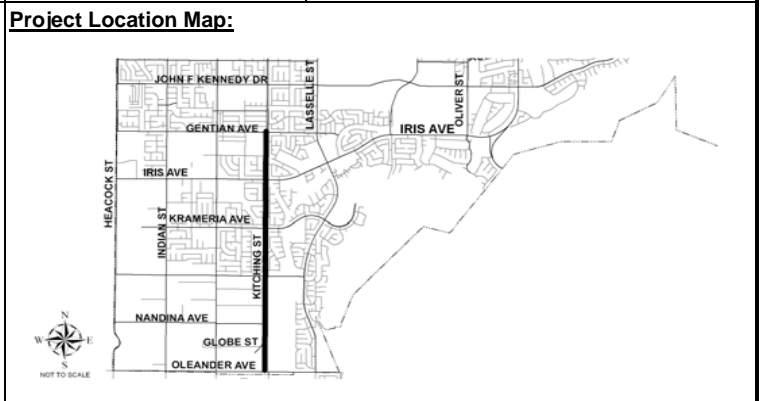 Project Location Map:
JOHN F KENNEDY DR
LASSELLE ST
OLIVER ST
GENTIAN AVE
IRIS AVE
HEACOCK ST
IRIS AVE
INDIAN ST
KRAMERIA AVE
KITCHING ST
NANDINA AVE
GLOBE ST
OLEANDER AVE
N
W E
S
NOT TO SCALE